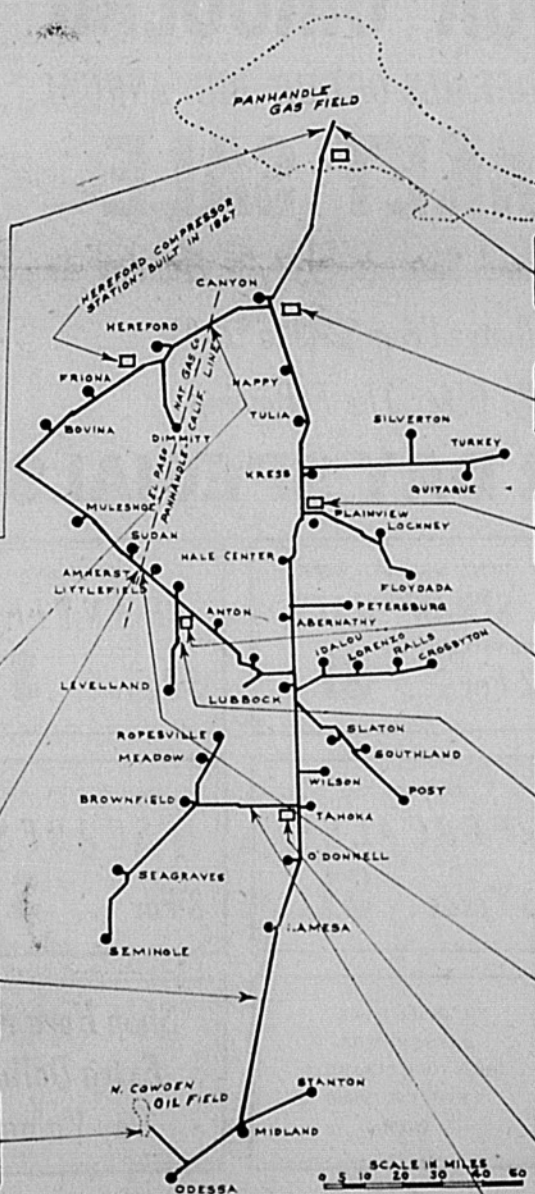 PANHANDLE
GAS FIELD
HEREFORD COMPRESSOR
STATION: BUILT IN 1947
CANYON
HEREFORD
FRIONA
BOVINA
HAPPY
DIMMITT
EL PASO NAT. GAS CO.
PANHANDLE-CALIF. LINE
TULIA
SILVERTON
TURKEY
KRESS
QUITAQUE
MULESHOE
PLAINVIEW
LOCKNEY
SUDAN
HALE CENTER
AMHERST
LITTLEFIELD
FLOYDADA
PETERSBURG
ANTON
ABERNATHY
IDALOU
LORENZO
RALLS
CROSBYTON
LEVELLAND
LUBBOCK
ROPESVILLE
SLATON
MEADOW
SOUTHLAND
WILSON
BROWNFIELD
TAHOKA
POST
O'DONNELL
SEAGRAVES
LAMESA
SEMINOLE
N. COWDEN
OIL FIELD
STANTON
MIDLAND
ODESSA
SCALE IN MILES
0 5 10 20 30 40 50